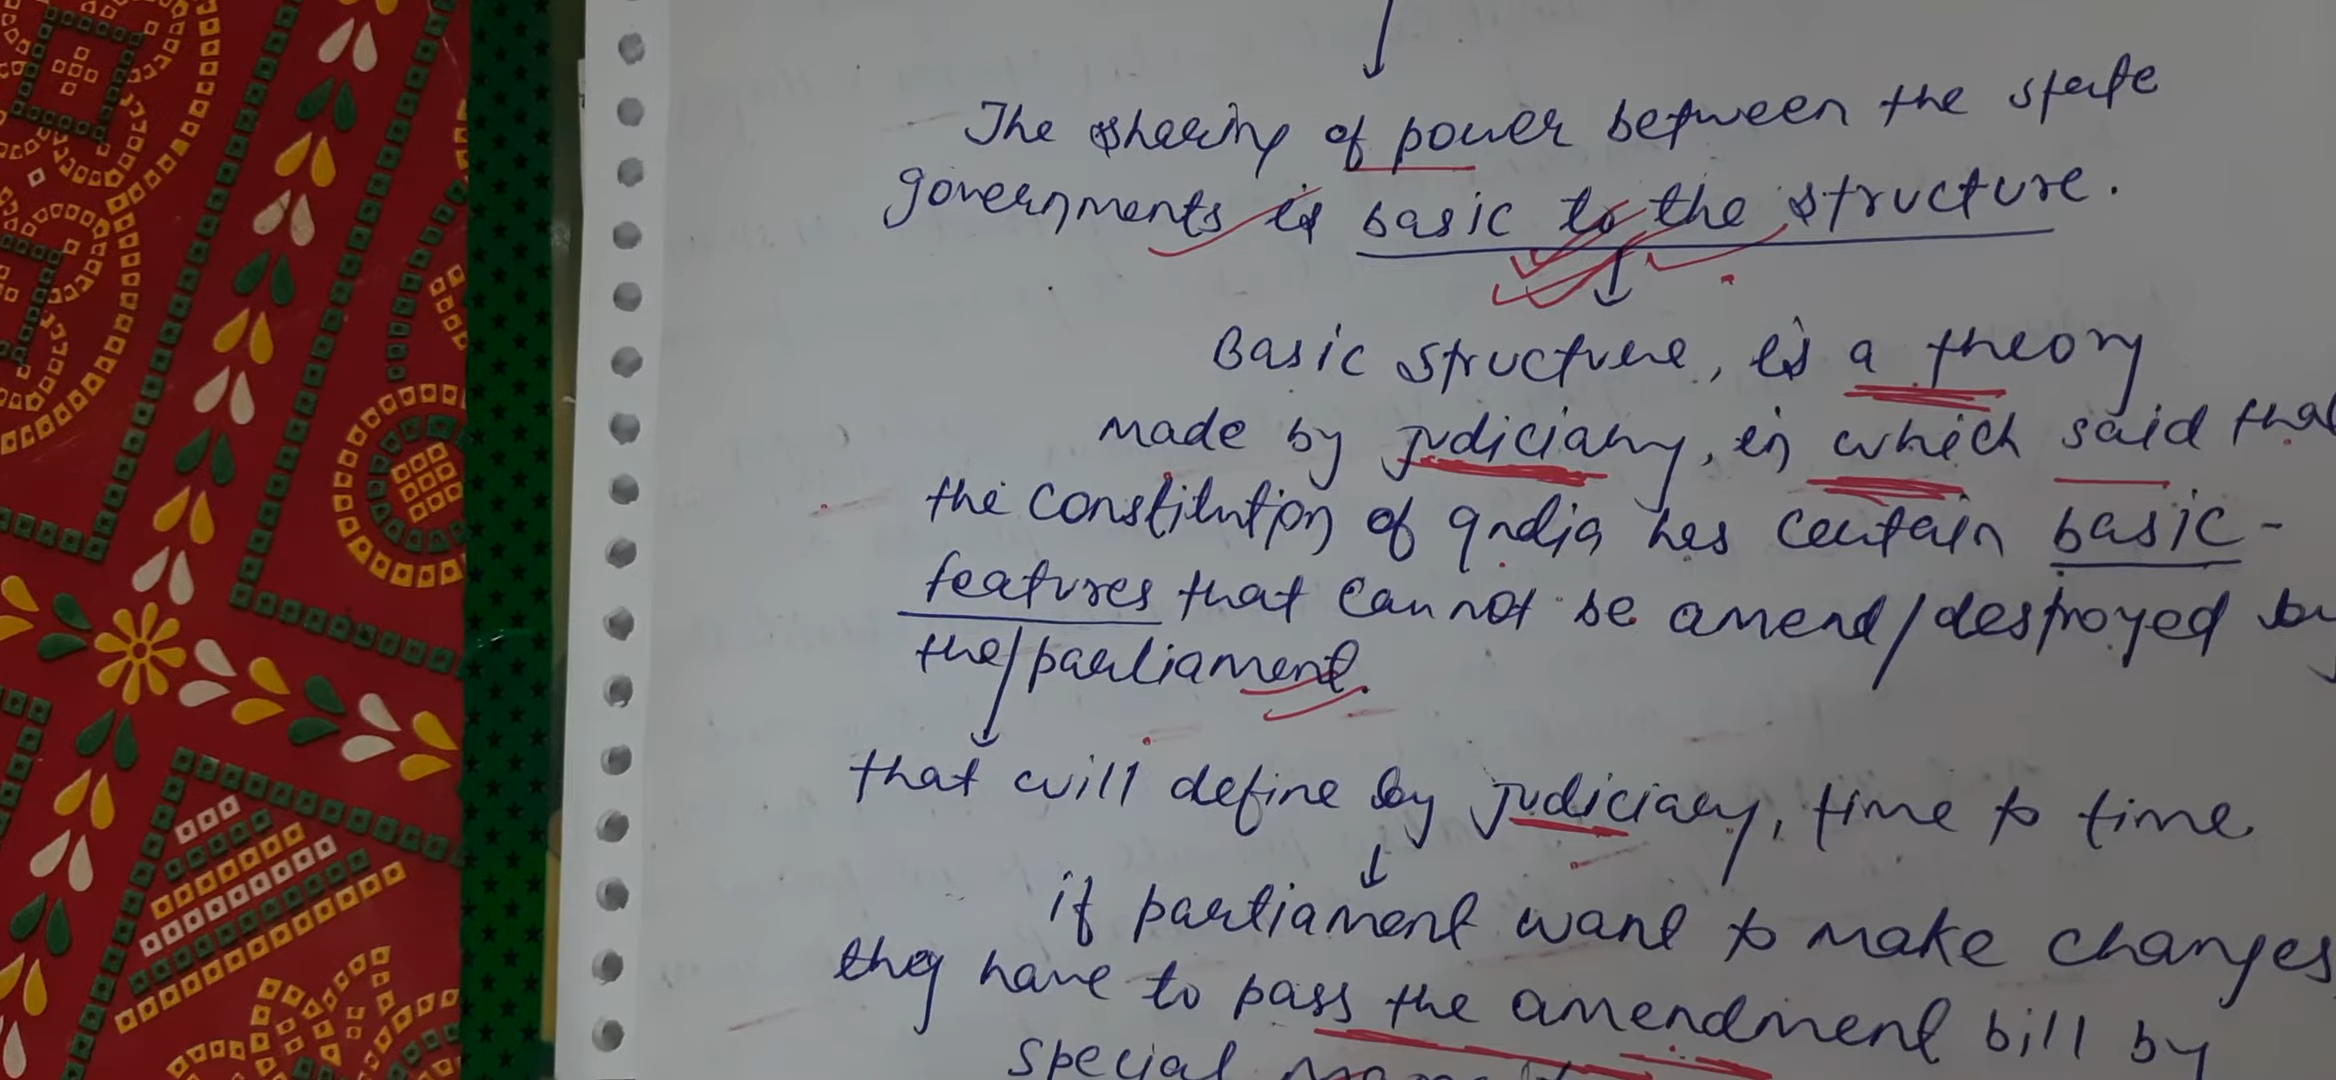 The sharing of power between the state
governments is basic to the structure.
Basic structure, is a theory
made by judiciary, in which said that
the constitution of India has certain basic-
features that cannot be amend/destroyed by
the parliament.
that will define by judiciary, time to time
if parliament want to make changes,
they have to pass the amendment bill by
special